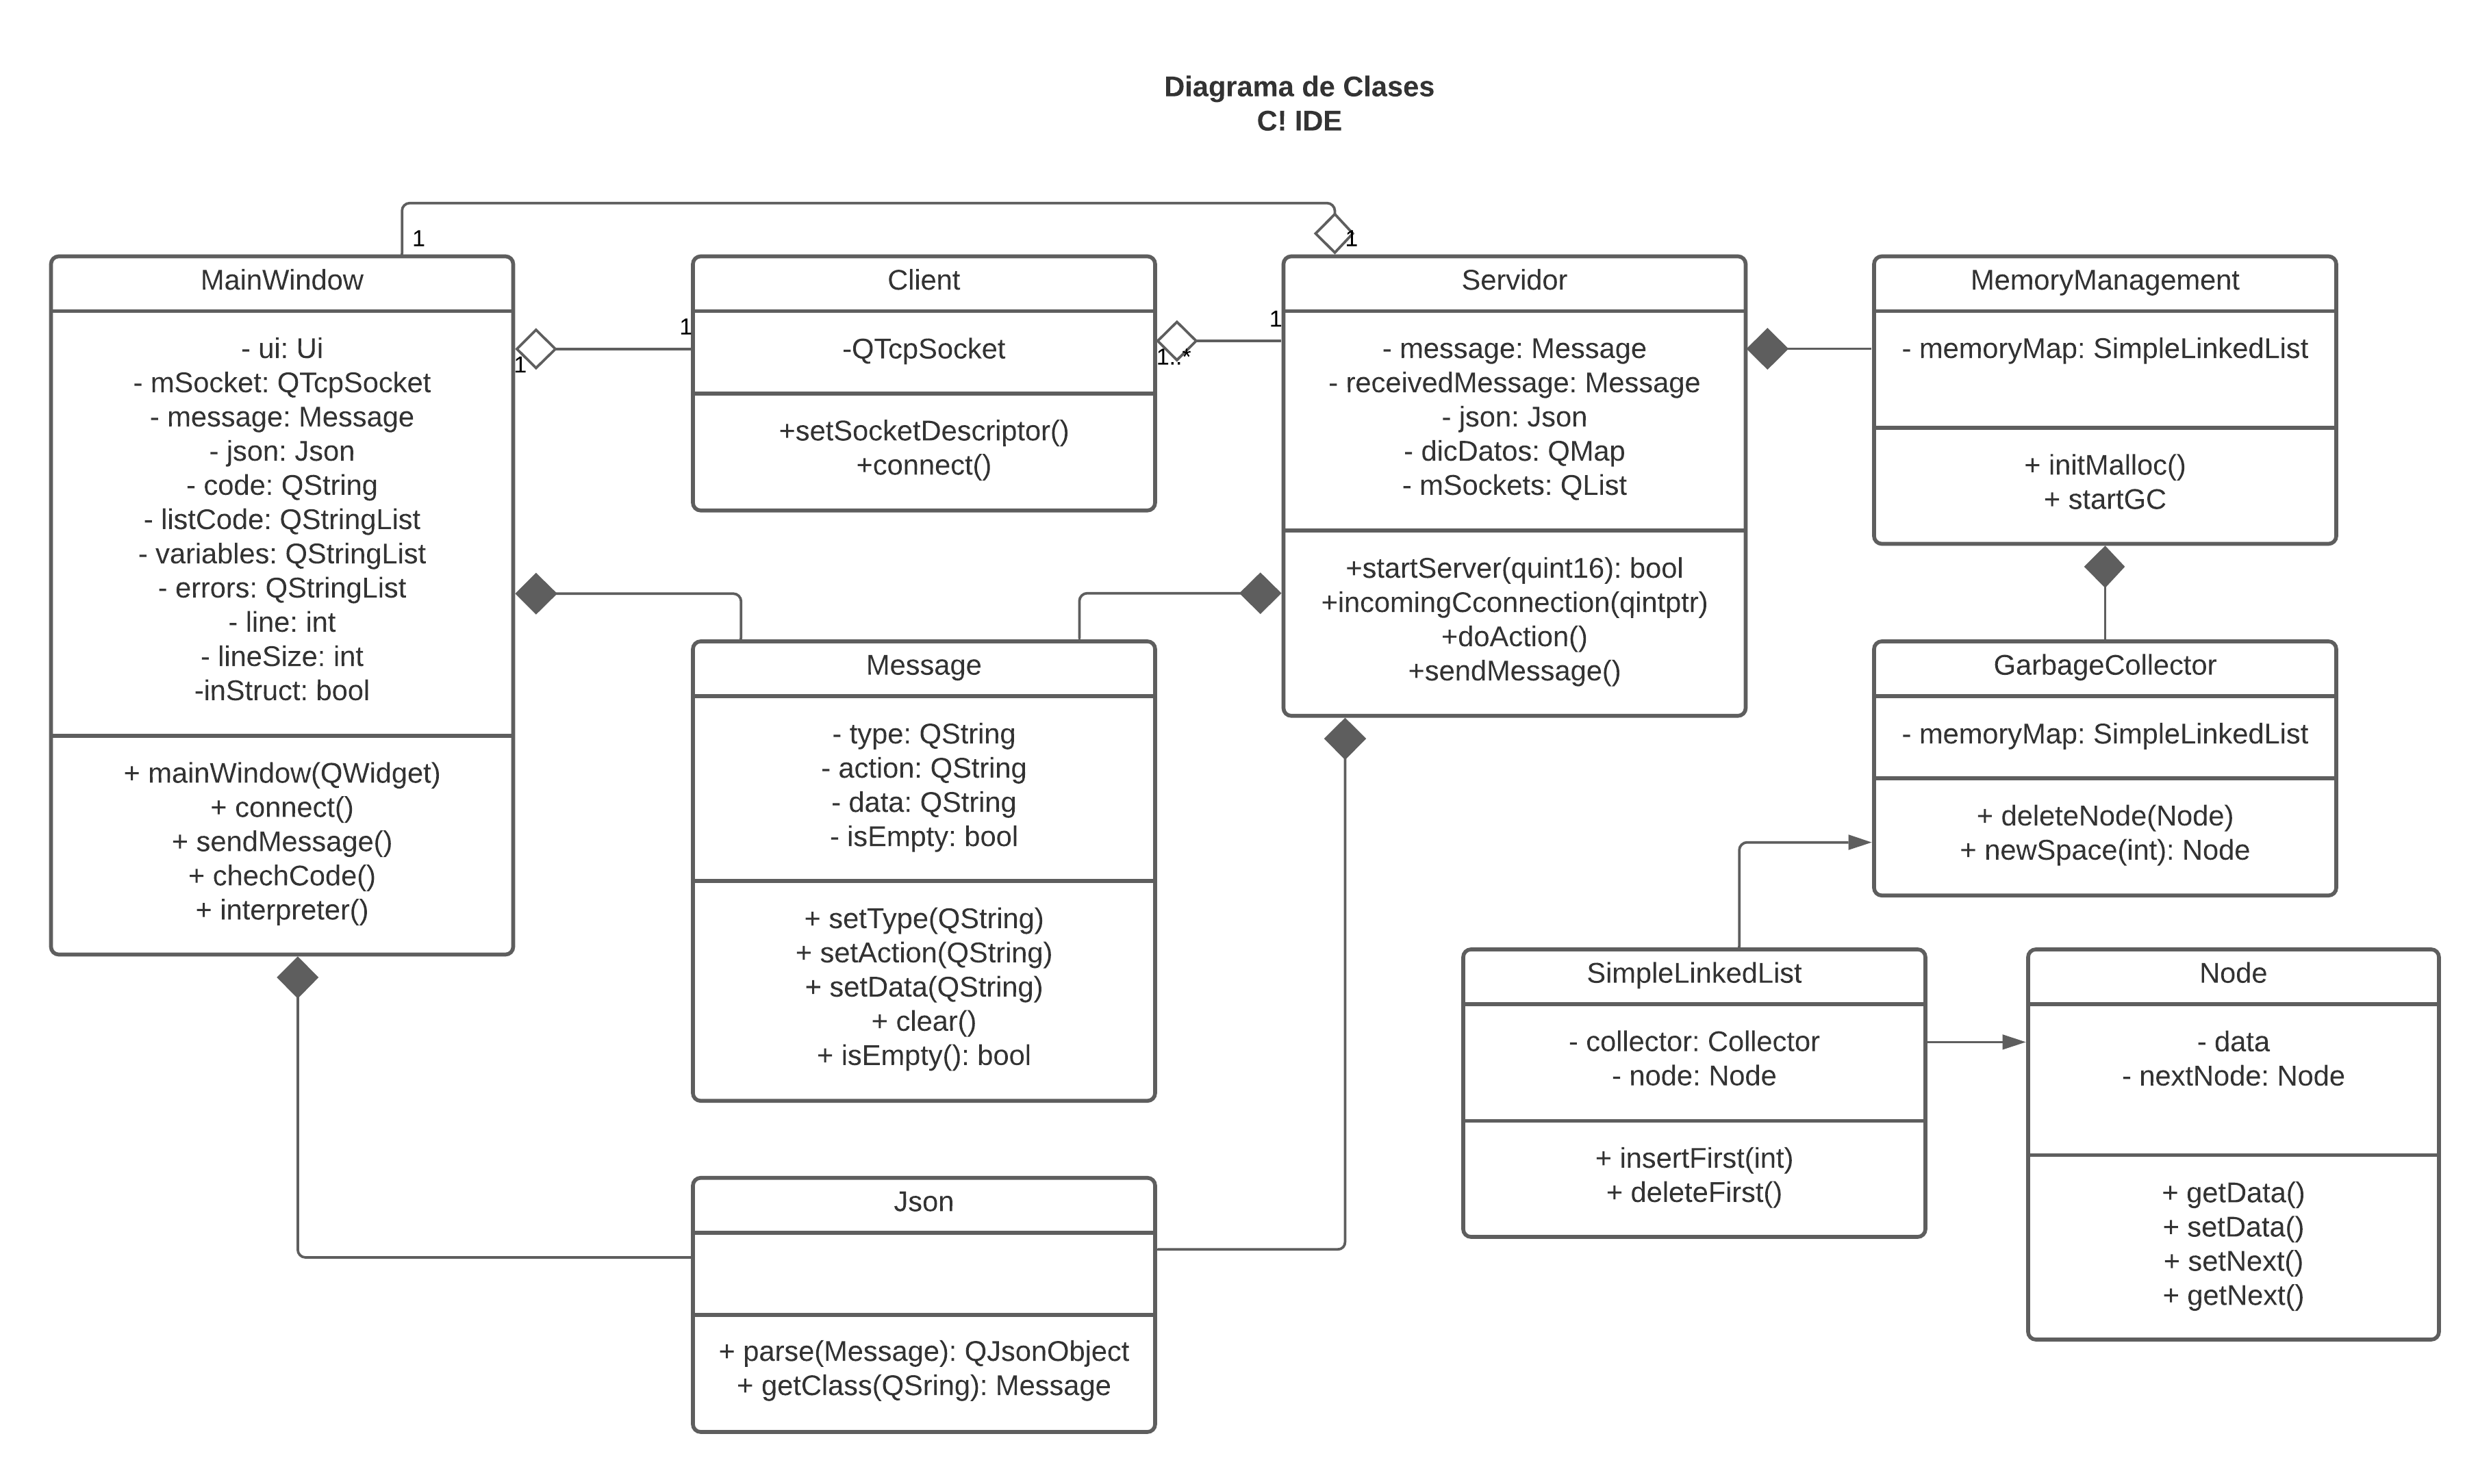 Diagrama de Clases
C! IDE
1
1
MainWindow
- ui: Ui
- mSocket: QTcpSocket
- message: Message
- json: Json
- code: QString
- listCode: QStringList
- variables: QStringList
- errors: QStringList
- line: int
- lineSize: int
-inStruct: bool
+ mainWindow(QWidget)
+ connect()
+ sendMessage()
+ chechCode()
+ interpreter()
1
1
Client
-QTcpSocket
+setSocketDescriptor()
+connect()
1..*
1
Servidor
- message: Message
- receivedMessage: Message
- json: Json
- dicDatos: QMap
- mSockets: QList
+startServer(quint16): bool
+incomingCconnection(qintptr)
+doAction()
+sendMessage()
MemoryManagement
- memoryMap: SimpleLinkedList
+ initMalloc()
+ startGC
Message
- type: QString
- action: QString
- data: QString
- isEmpty: bool
+ setType(QString)
+ setAction(QString)
+ setData(QString)
+ clear()
+ isEmpty(): bool
GarbageCollector
- memoryMap: SimpleLinkedList
+ deleteNode(Node)
+ newSpace(int): Node
SimpleLinkedList
- collector: Collector
- node: Node
+ insertFirst(int)
+ deleteFirst()
Node
- data
- nextNode: Node
+ getData()
+ setData()
+ setNext()
+ getNext()
Json
+ parse(Message): QJsonObject
+ getClass(QSring): Message